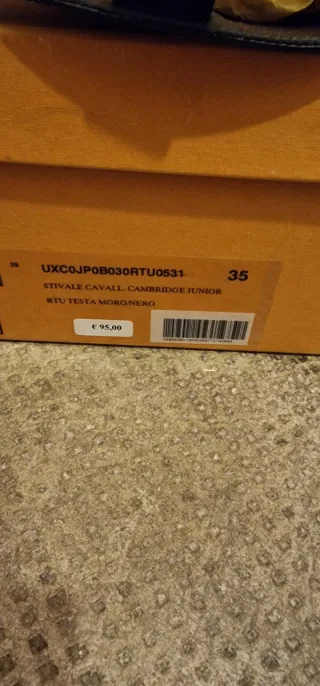 35
UXC0JP0B030RTU0531 35
STIVALE CAVALL. CAMBRIDGE JUNIOR
RTU TESTA MORO/NERO
€ 95,00